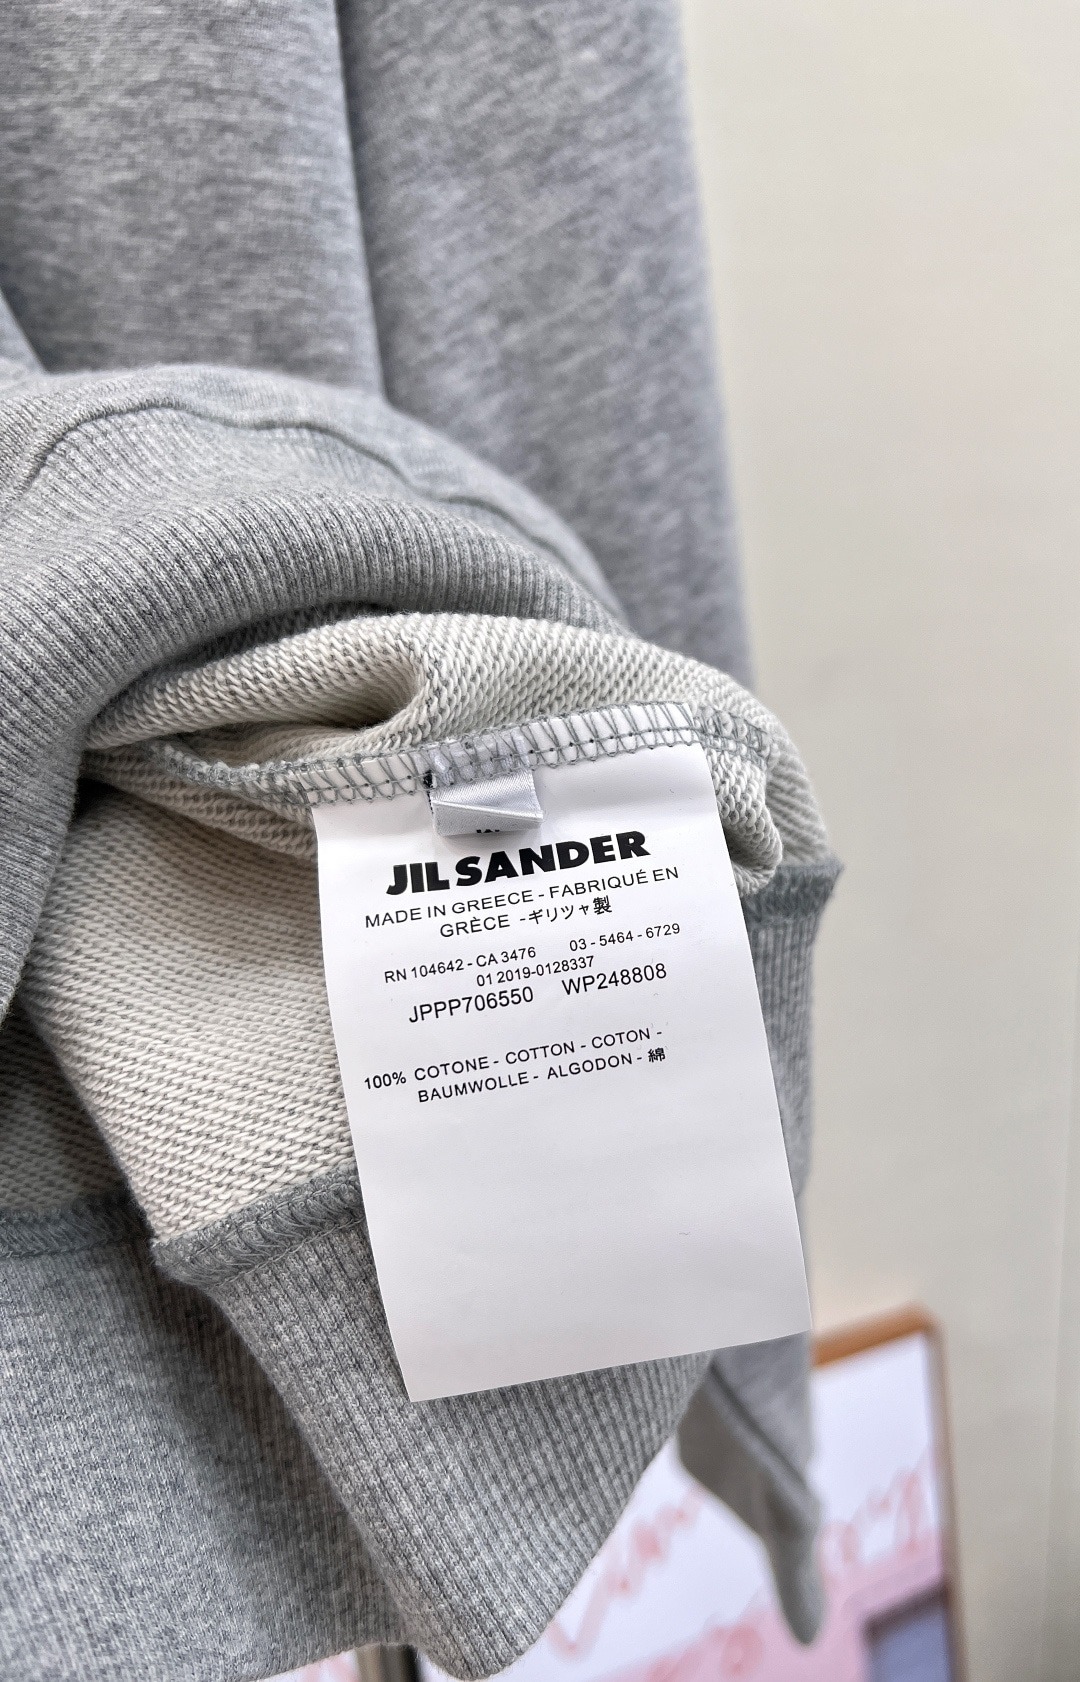 JIL SANDER
MADE IN GREECE - FABRIQUÉ EN
GRÈCE -ギリツャ製
RN 104642 - CA 3476 03 - 5464 - 6729
01 2019-0128337
JPPP706550 WP248808
100% COTONE - COTTON - COTON -
BAUMWOLLE - ALGODON - 綿